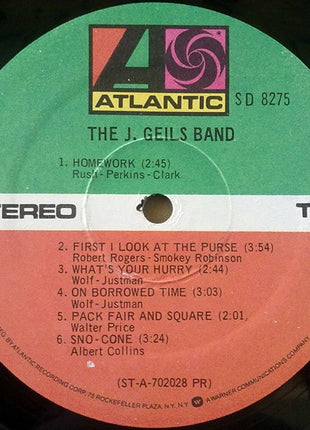 ATLANTIC
SD 8275
THE J. GEILS BAND
1. HOMEWORK (2:45)
Rush-Perkins-Clark
TEREO
2. FIRST I LOOK AT THE PURSE (3:54)
Robert Rogers-Smokey Robinson
3. WHAT'S YOUR HURRY (2:44)
Wolf-Justman
4. ON BORROWED TIME (3:03)
Wolf-Justman
5. PACK FAIR AND SQUARE (2:01)
Walter Price
6. SNO-CONE (3:24)
Albert Collins
(ST-A-702028 PR)
MFG BY ATLANTIC RECORDING CORP., 75 ROCKEFELLER PLAZA, N.Y. N.Y. A WARNER COMMUNICATIONS COMPANY